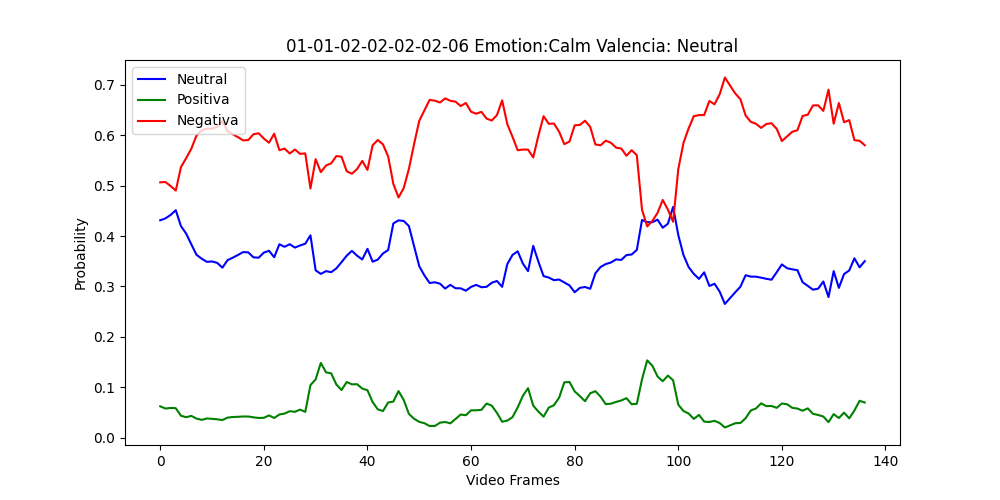 01-01-02-02-02-02-06 Emotion:Calm Valencia: Neutral
Neutral
Positiva
Negativa
Probability
0.7
0.6
0.5
0.4
0.3
0.2
0.1
0.0
0 20 40 60 80 100 120 140
Video Frames